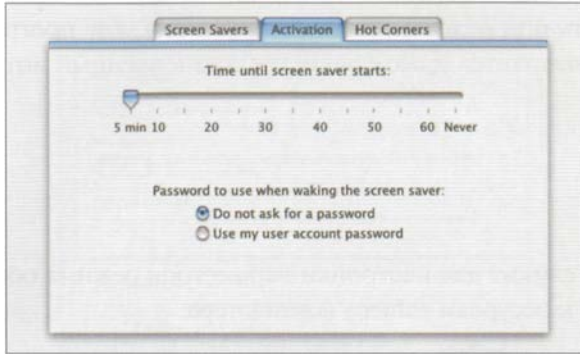 Screen Savers Activation Hot Corners
Time until screen saver starts:
5 min 10 20 30 40 50 60 Never
Password to use when waking the screen saver:
Do not ask for a password
Use my user account password